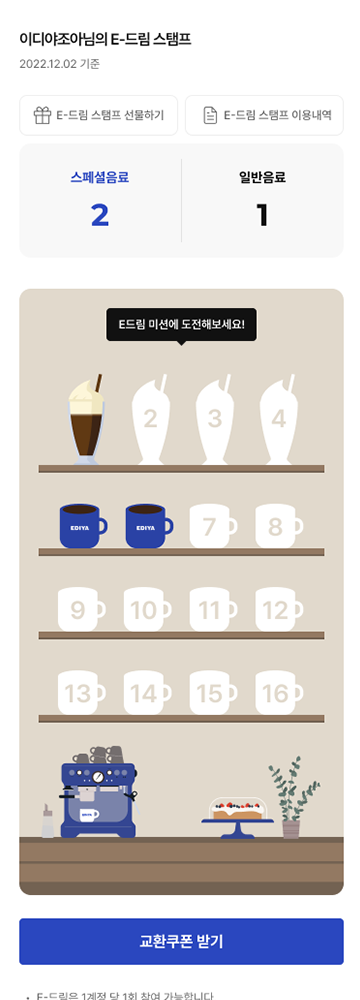 이디야조아님의 E-드림 스탬프
2022.12.02 기준
E-드림 스탬프 선물하기 E-드림 스탬프 이용내역
스페셜음료 일반음료
2 1
E드림 미션에 도전해보세요!
2 3 4
EDIYA EDIYA 7 8
9 10 11 12
13 14 15 16
EDIYA
교환쿠폰 받기
• E-드림은 1계정 당 1회 참여 가능합니다